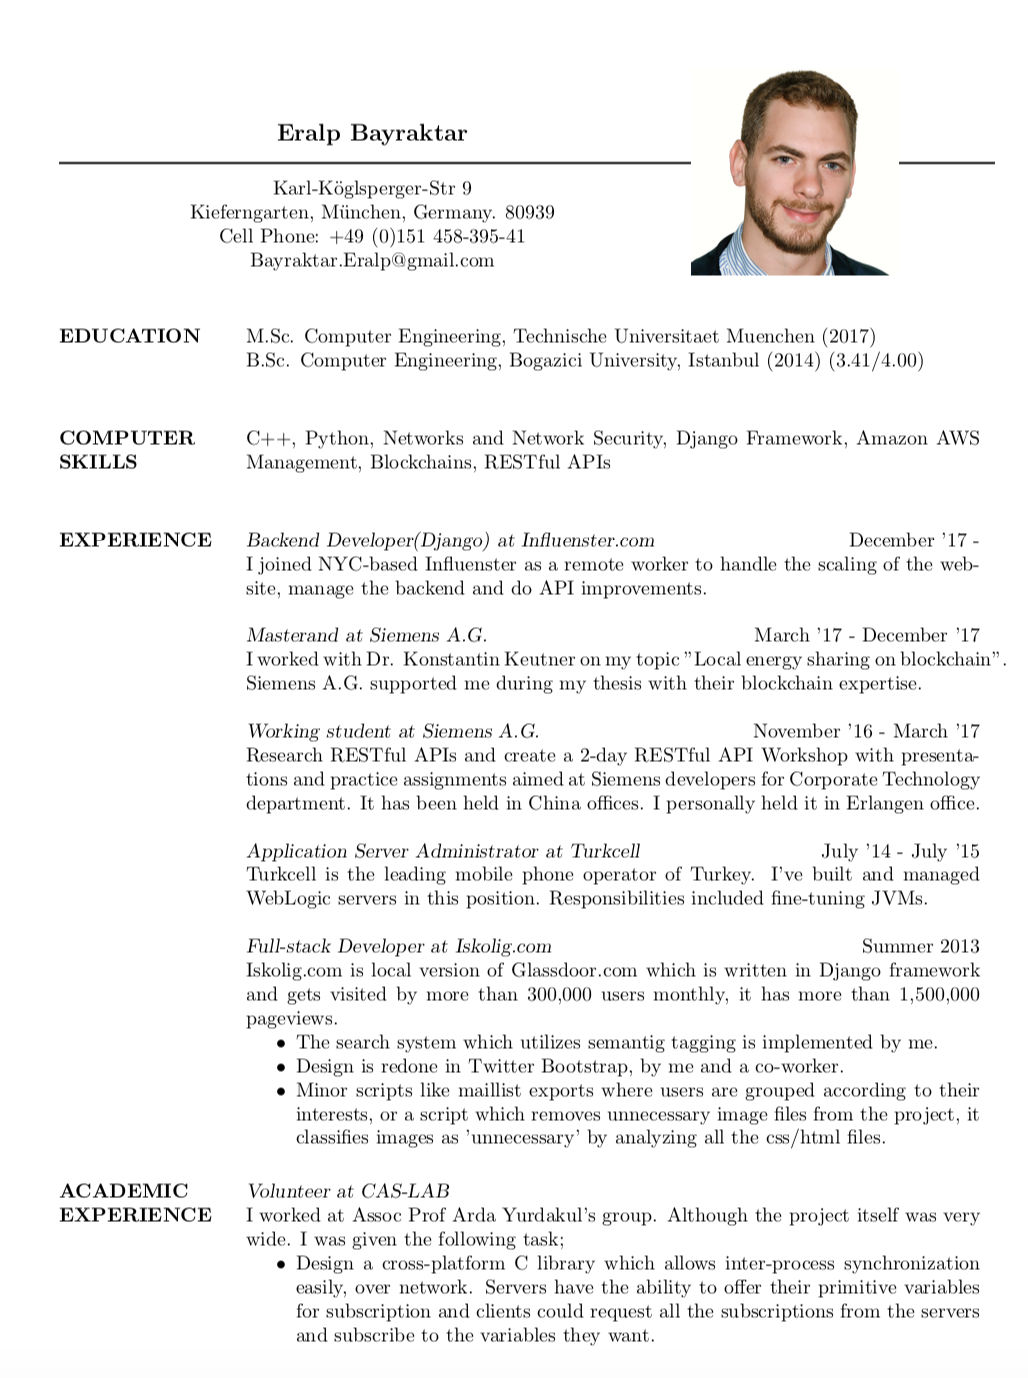 Eralp Bayraktar
Karl-Köglsperger-Str 9
Kieferngarten, München, Germany. 80939
Cell Phone: +49 (0)151 458-395-41
Bayraktar.Eralp@gmail.com
EDUCATION
M.Sc. Computer Engineering, Technische Universitaet Muenchen (2017)
B.Sc. Computer Engineering, Bogazici University, Istanbul (2014) (3.41/4.00)
COMPUTER
SKILLS
C++, Python, Networks and Network Security, Django Framework, Amazon AWS
Management, Blockchains, RESTful APIs
EXPERIENCE
Backend Developer(Django) at Influenster.com December '17 -
I joined NYC-based Influenster as a remote worker to handle the scaling of the web-
site, manage the backend and do API improvements.
Masterand at Siemens A.G. March '17 - December '17
I worked with Dr. Konstantin Keutner on my topic "Local energy sharing on blockchain".
Siemens A.G. supported me during my thesis with their blockchain expertise.
Working student at Siemens A.G. November '16 - March '17
Research RESTful APIs and create a 2-day RESTful API Workshop with presenta-
tions and practice assignments aimed at Siemens developers for Corporate Technology
department. It has been held in China offices. I personally held it in Erlangen office.
Application Server Administrator at Turkcell July '14 - July '15
Turkcell is the leading mobile phone operator of Turkey. I've built and managed
WebLogic servers in this position. Responsibilities included fine-tuning JVMs.
Full-stack Developer at Iskolig.com Summer 2013
Iskolig.com is local version of Glassdoor.com which is written in Django framework
and gets visited by more than 300,000 users monthly, it has more than 1,500,000
pageviews.
• The search system which utilizes semantig tagging is implemented by me.
• Design is redone in Twitter Bootstrap, by me and a co-worker.
• Minor scripts like maillist exports where users are grouped according to their
interests, or a script which removes unnecessary image files from the project, it
classifies images as 'unnecessary' by analyzing all the css/html files.
ACADEMIC
EXPERIENCE
Volunteer at CAS-LAB
I worked at Assoc Prof Arda Yurdakul's group. Although the project itself was very
wide. I was given the following task;
• Design a cross-platform C library which allows inter-process synchronization
easily, over network. Servers have the ability to offer their primitive variables
for subscription and clients could request all the subscriptions from the servers
and subscribe to the variables they want.